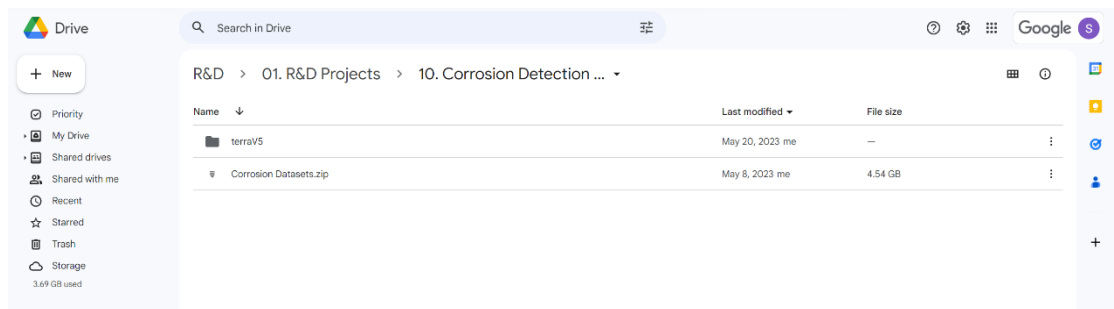 Drive
Search in Drive
Google S
New
R&D > 01. R&D Projects > 10. Corrosion Detection ...
Name Last modified File size
Priority
My Drive
Shared drives
Shared with me
Recent
Starred
Trash
Storage
3.69 GB used
terraV5 May 20, 2023 me —
Corrosion Datasets.zip May 8, 2023 me 4.54 GB